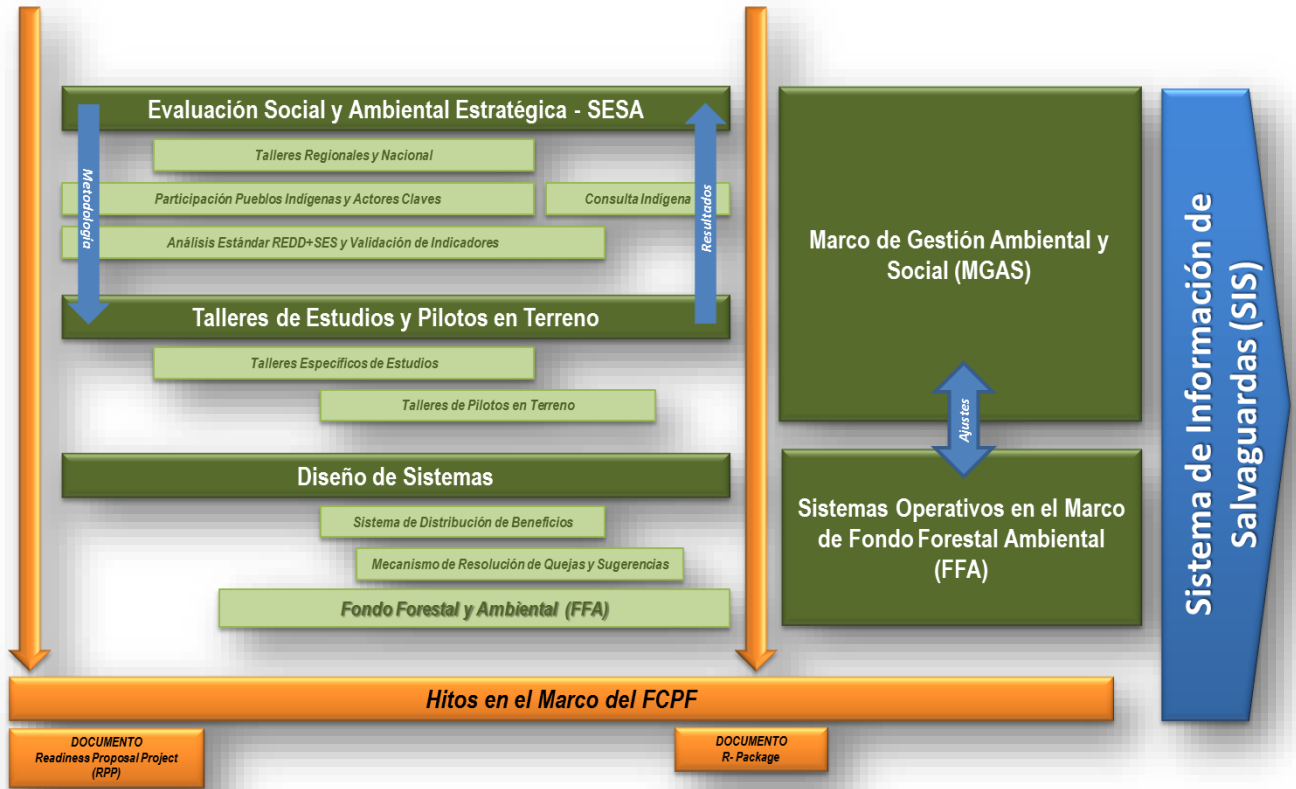 Evaluación Social y Ambiental Estratégica - SESA
Talleres Regionales y Nacional
Participación Pueblos Indígenas y Actores Claves
Consulta Indígena
Análisis Estándar REDD+SES y Validación de Indicadores
Metodología
Resultados
Talleres de Estudios y Pilotos en Terreno
Talleres Específicos de Estudios
Talleres de Pilotos en Terreno
Diseño de Sistemas
Sistema de Distribución de Beneficios
Mecanismo de Resolución de Quejas y Sugerencias
Fondo Forestal y Ambiental (FFA)
Marco de Gestión Ambiental y
Social (MGAS)
Ajustes
Sistemas Operativos en el Marco
de Fondo Forestal Ambiental
(FFA)
Sistema de Información de
Salvaguardas (SIS)
Hitos en el Marco del FCPF
DOCUMENTO
Readiness Proposal Project
(RPP)
DOCUMENTO
R- Package